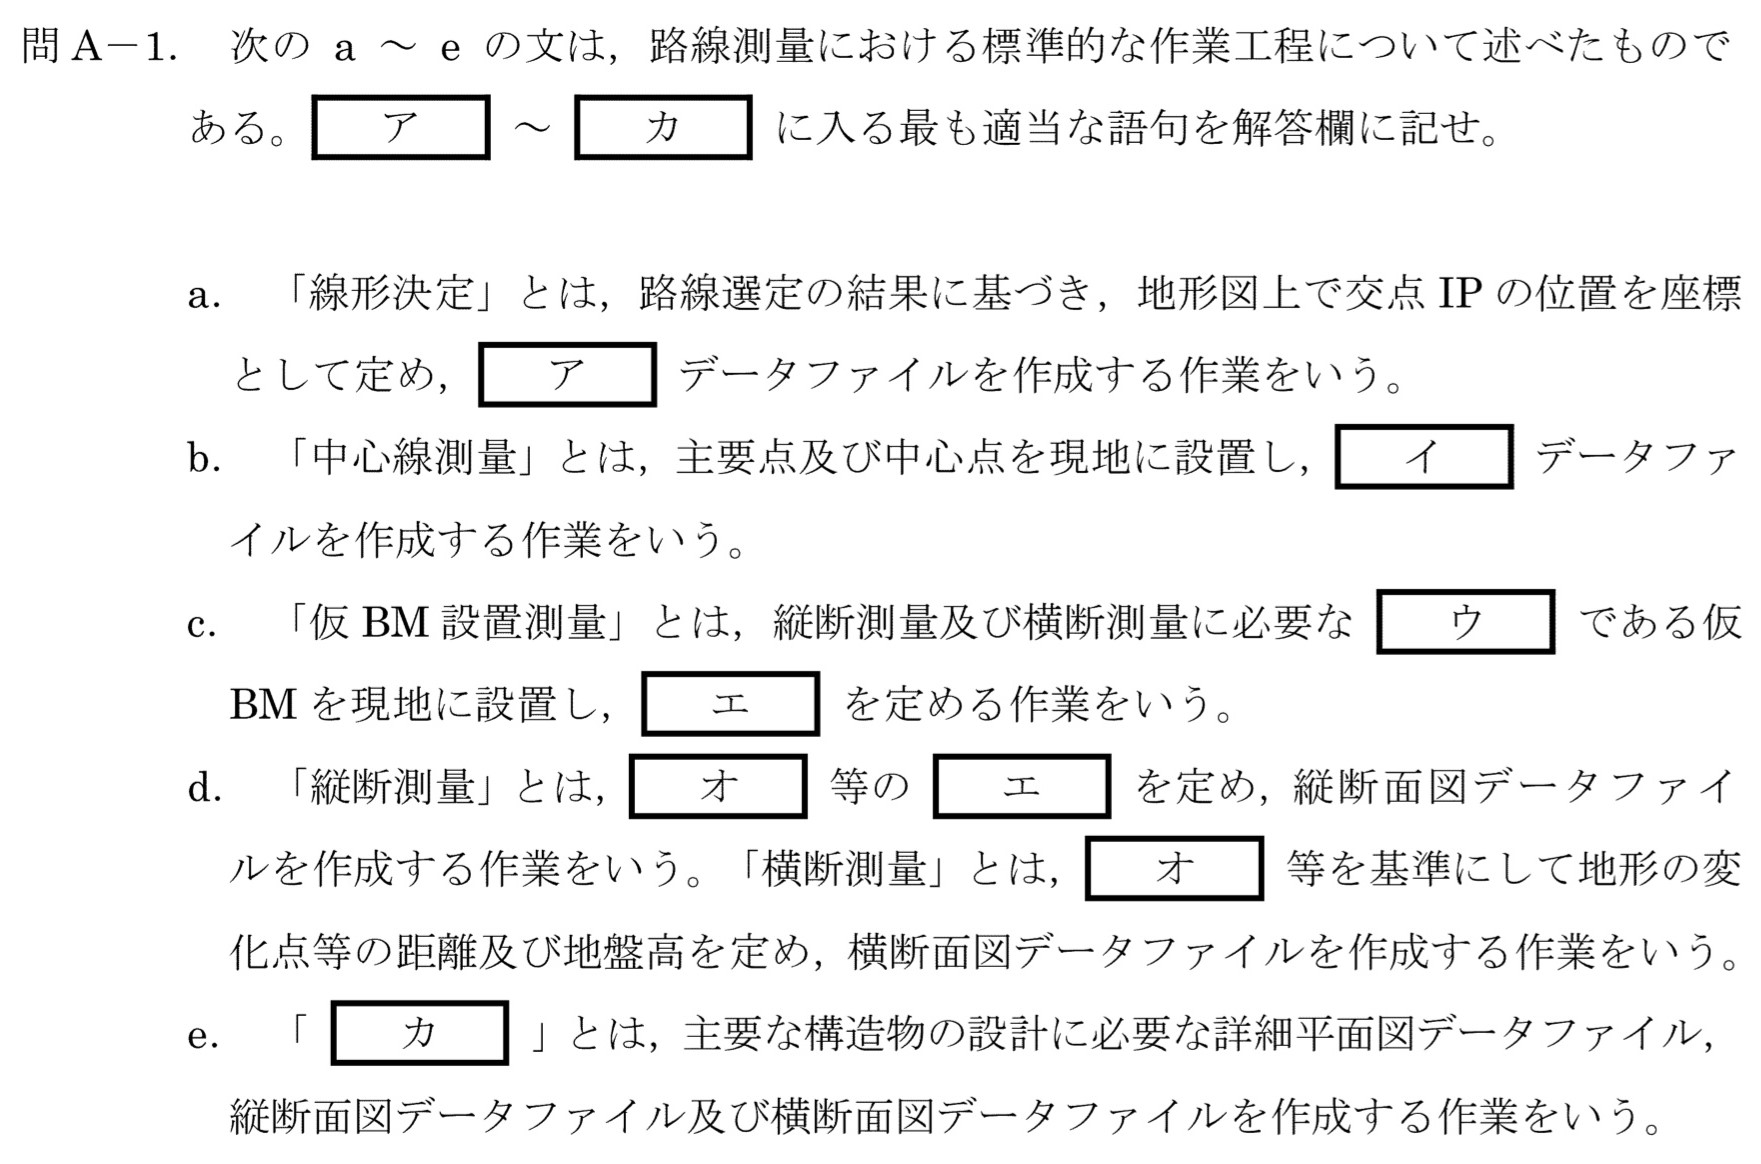 問A－1.　次の a ～ e の文は，路線測量における標準的な作業工程について述べたもので
ある。 ア ～ カ に入る最も適当な語句を解答欄に記せ。
a.　「線形決定」とは，路線選定の結果に基づき，地形図上で交点 IP の位置を座標
として定め， ア データファイルを作成する作業をいう。
b.　「中心線測量」とは，主要点及び中心点を現地に設置し， イ データファ
イルを作成する作業をいう。
c.　「仮 BM 設置測量」とは，縦断測量及び横断測量に必要な ウ である仮
BM を現地に設置し， エ を定める作業をいう。
d.　「縦断測量」とは， オ 等の エ を定め，縦断面図データファイ
ルを作成する作業をいう。「横断測量」とは， オ 等を基準にして地形の変
化点等の距離及び地盤高を定め，横断面図データファイルを作成する作業をいう。
e.　「 カ 」とは，主要な構造物の設計に必要な詳細平面図データファイル，
縦断面図データファイル及び横断面図データファイルを作成する作業をいう。